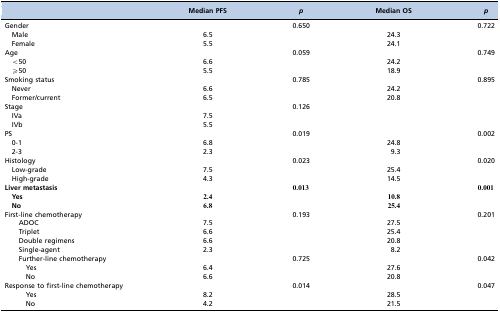 Median PFS p Median OS p
Gender 0.650 0.722
Male 6.5 24.3
Female 5.5 24.1
Age 0.059 0.749
<50 6.6 24.2
⩾50 5.5 18.9
Smoking status 0.785 0.895
Never 6.6 24.2
Former/current 6.5 20.8
Stage 0.126
IVa 7.5
IVb 5.5
PS 0.019 0.002
0-1 6.8 24.8
2-3 2.3 9.3
Histology 0.023 0.020
Low-grade 7.5 25.4
High-grade 4.3 14.5
Liver metastasis 0.013 0.001
Yes 2.4 10.8
No 6.8 25.4
First-line chemotherapy 0.193 0.201
ADOC 7.5 27.5
Triplet 6.6 25.4
Double regimens 6.6 20.8
Single-agent 2.3 8.2
Further-line chemotherapy 0.725 0.042
Yes 6.4 27.6
No 6.6 20.8
Response to first-line chemotherapy 0.014 0.047
Yes 8.2 28.5
No 4.2 21.5